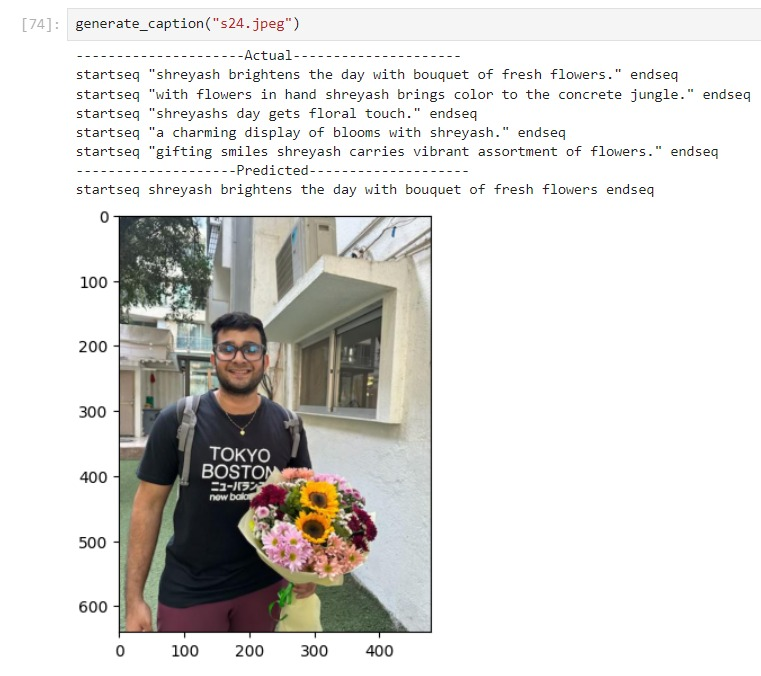 [74]: generate_caption("s24.jpeg")
---------------------Actual---------------------
startseq "shreyash brightens the day with bouquet of fresh flowers." endseq
startseq "with flowers in hand shreyash brings color to the concrete jungle." endseq
startseq "shreyashs day gets floral touch." endseq
startseq "a charming display of blooms with shreyash." endseq
startseq "gifting smiles shreyash carries vibrant assortment of flowers." endseq
--------------------Predicted--------------------
startseq shreyash brightens the day with bouquet of fresh flowers endseq
0
100
200
300
400
500
600
TOKYO
BOSTON
ニューバラン
new bala
0 100 200 300 400